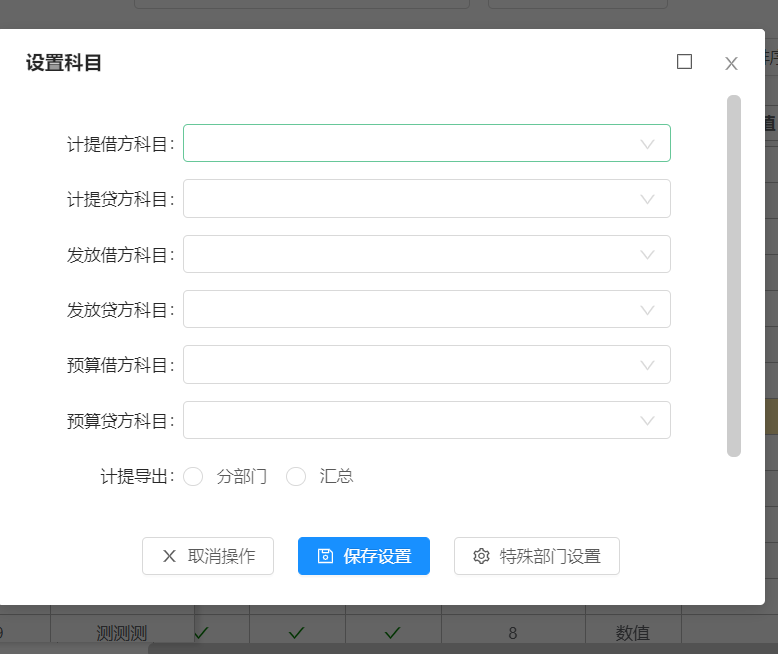 设置科目
计提借方科目:
计提贷方科目:
发放借方科目:
发放贷方科目:
预算借方科目:
预算贷方科目:
计提导出: 分部门 汇总
取消操作 保存设置 特殊部门设置
测测测 8 数值